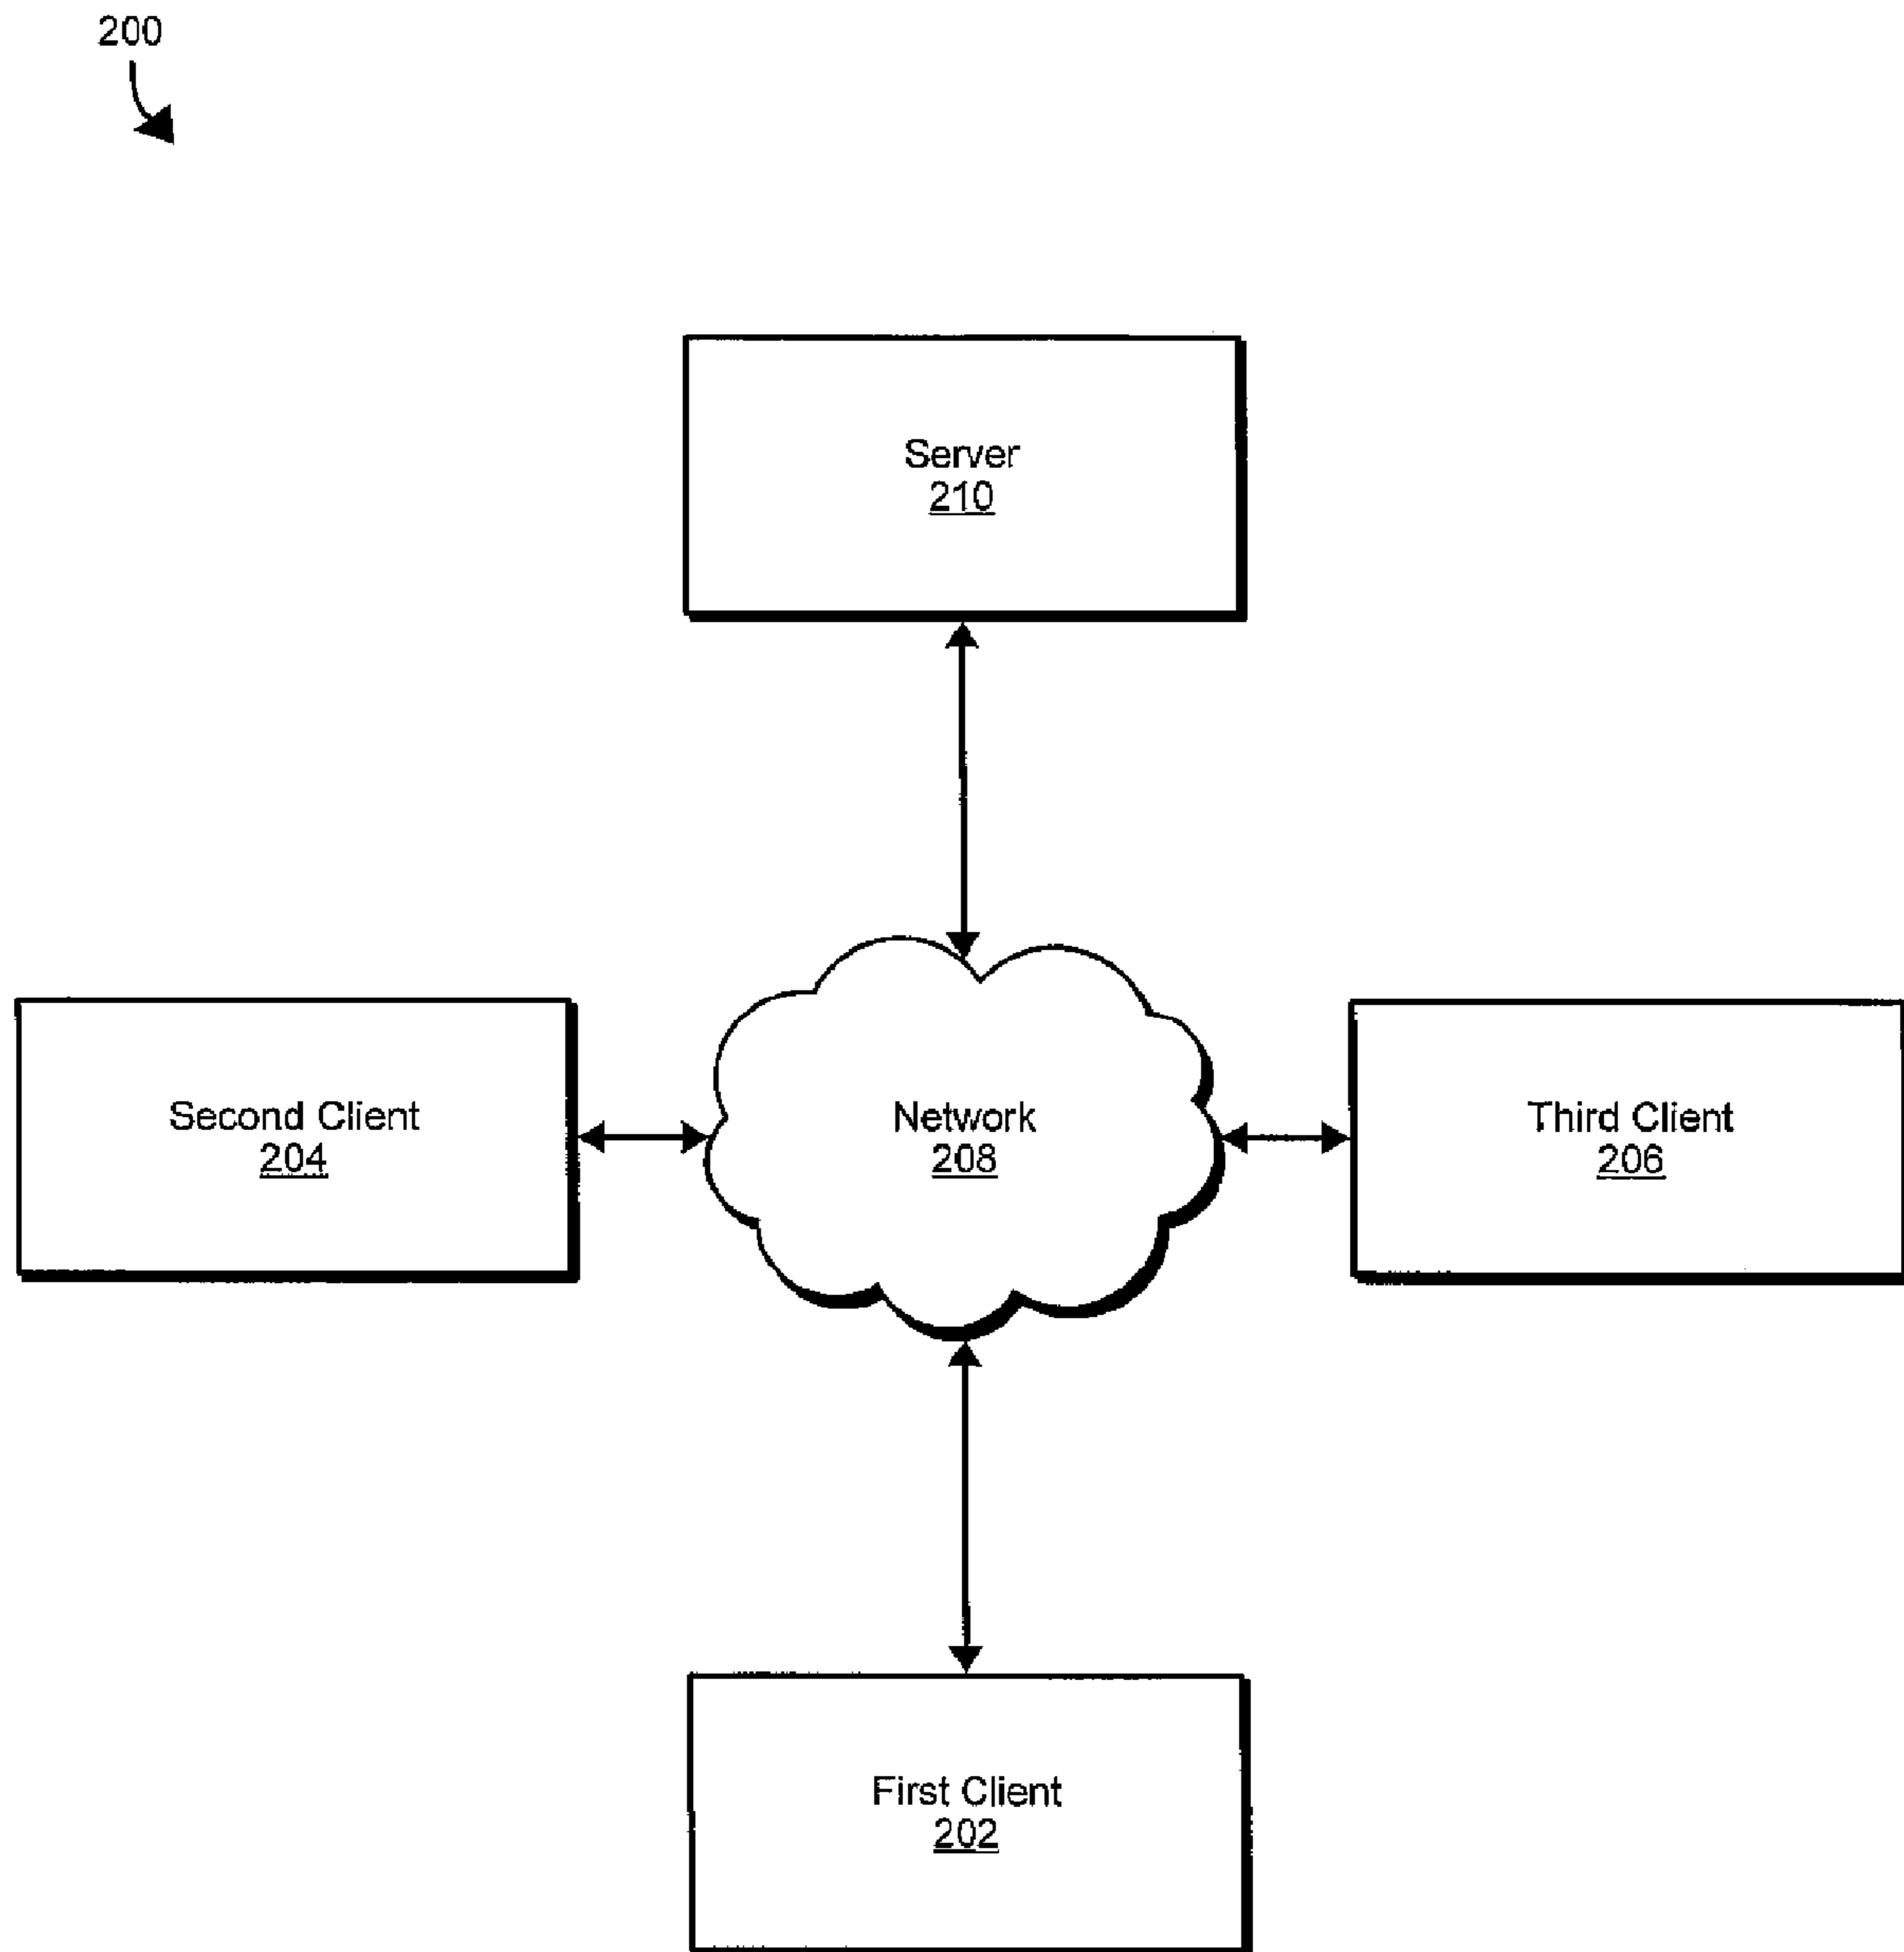 200
Server
210
Second Client
204
Network
208
Third Client
206
First Client
202